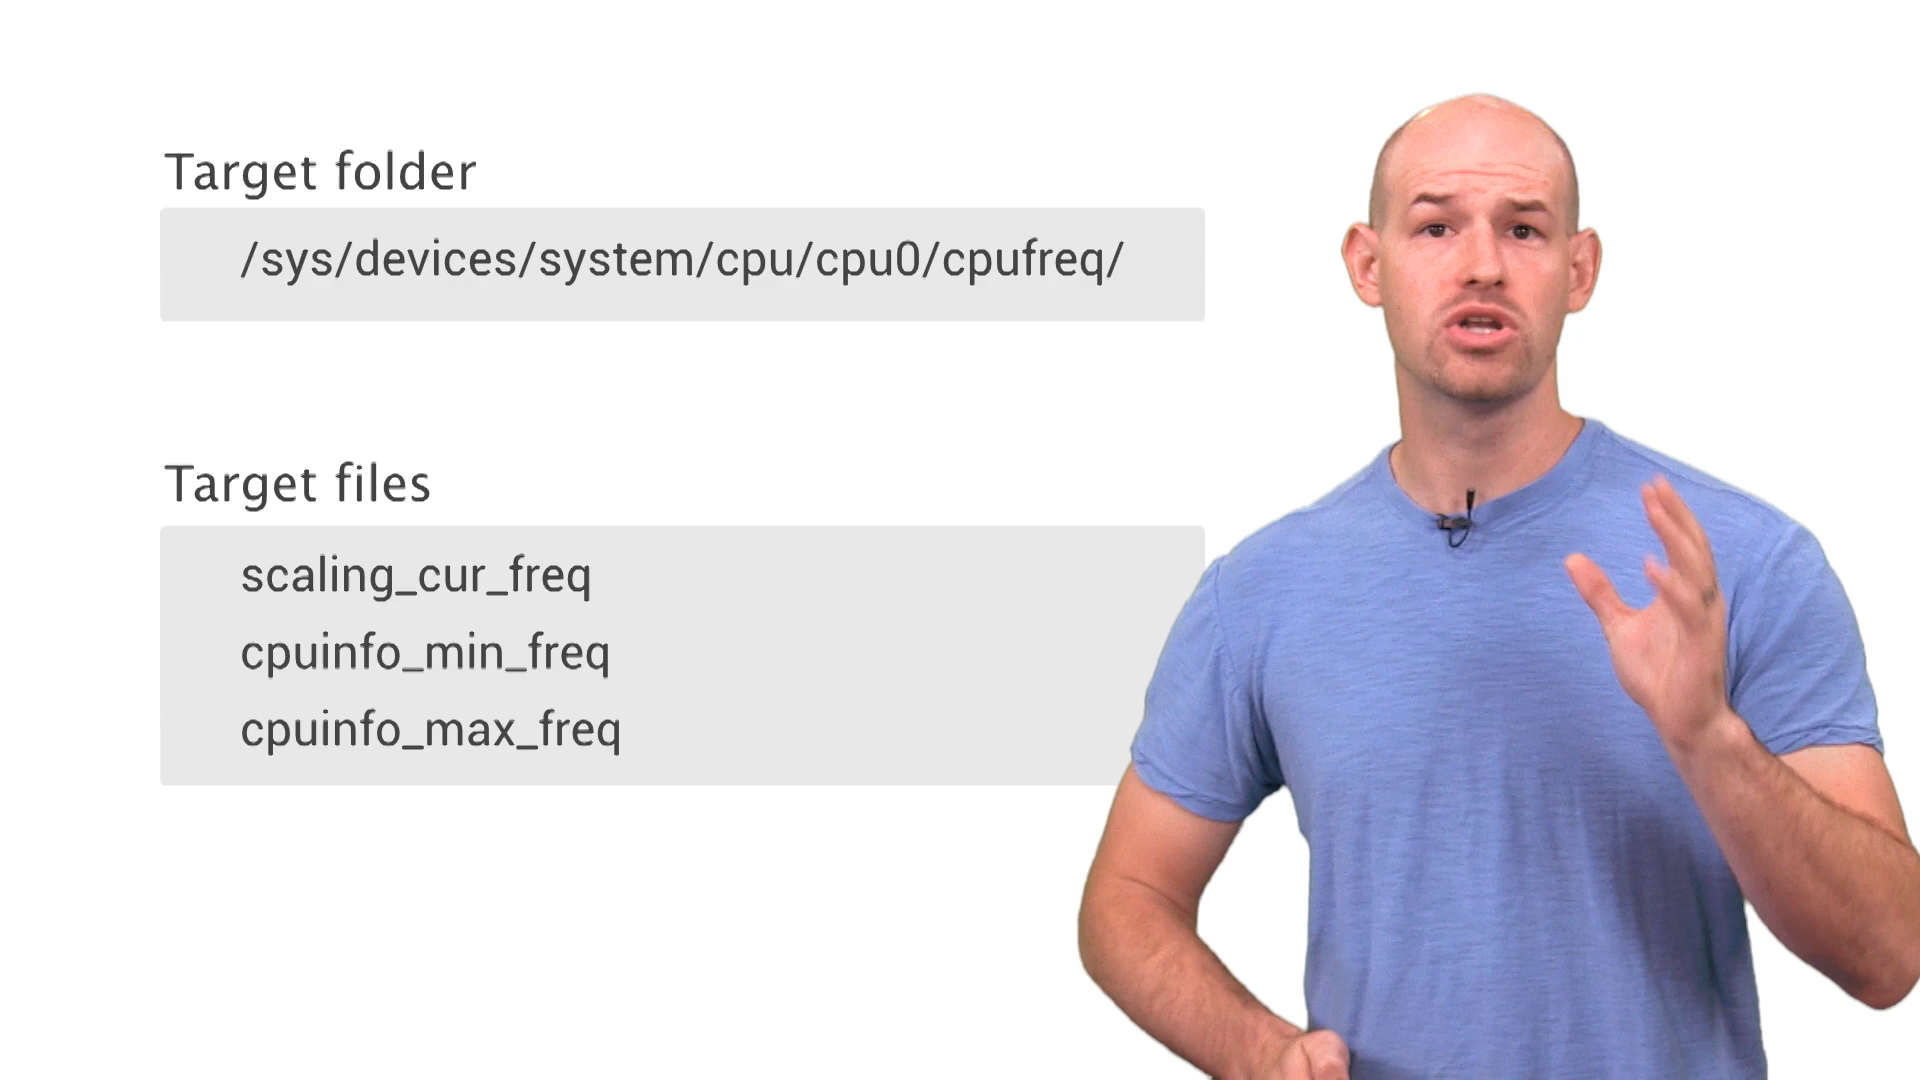 Target folder
/sys/devices/system/cpu/cpu0/cpufreq/
Target files
scaling_cur_freq
cpuinfo_min_freq
cpuinfo_max_freq